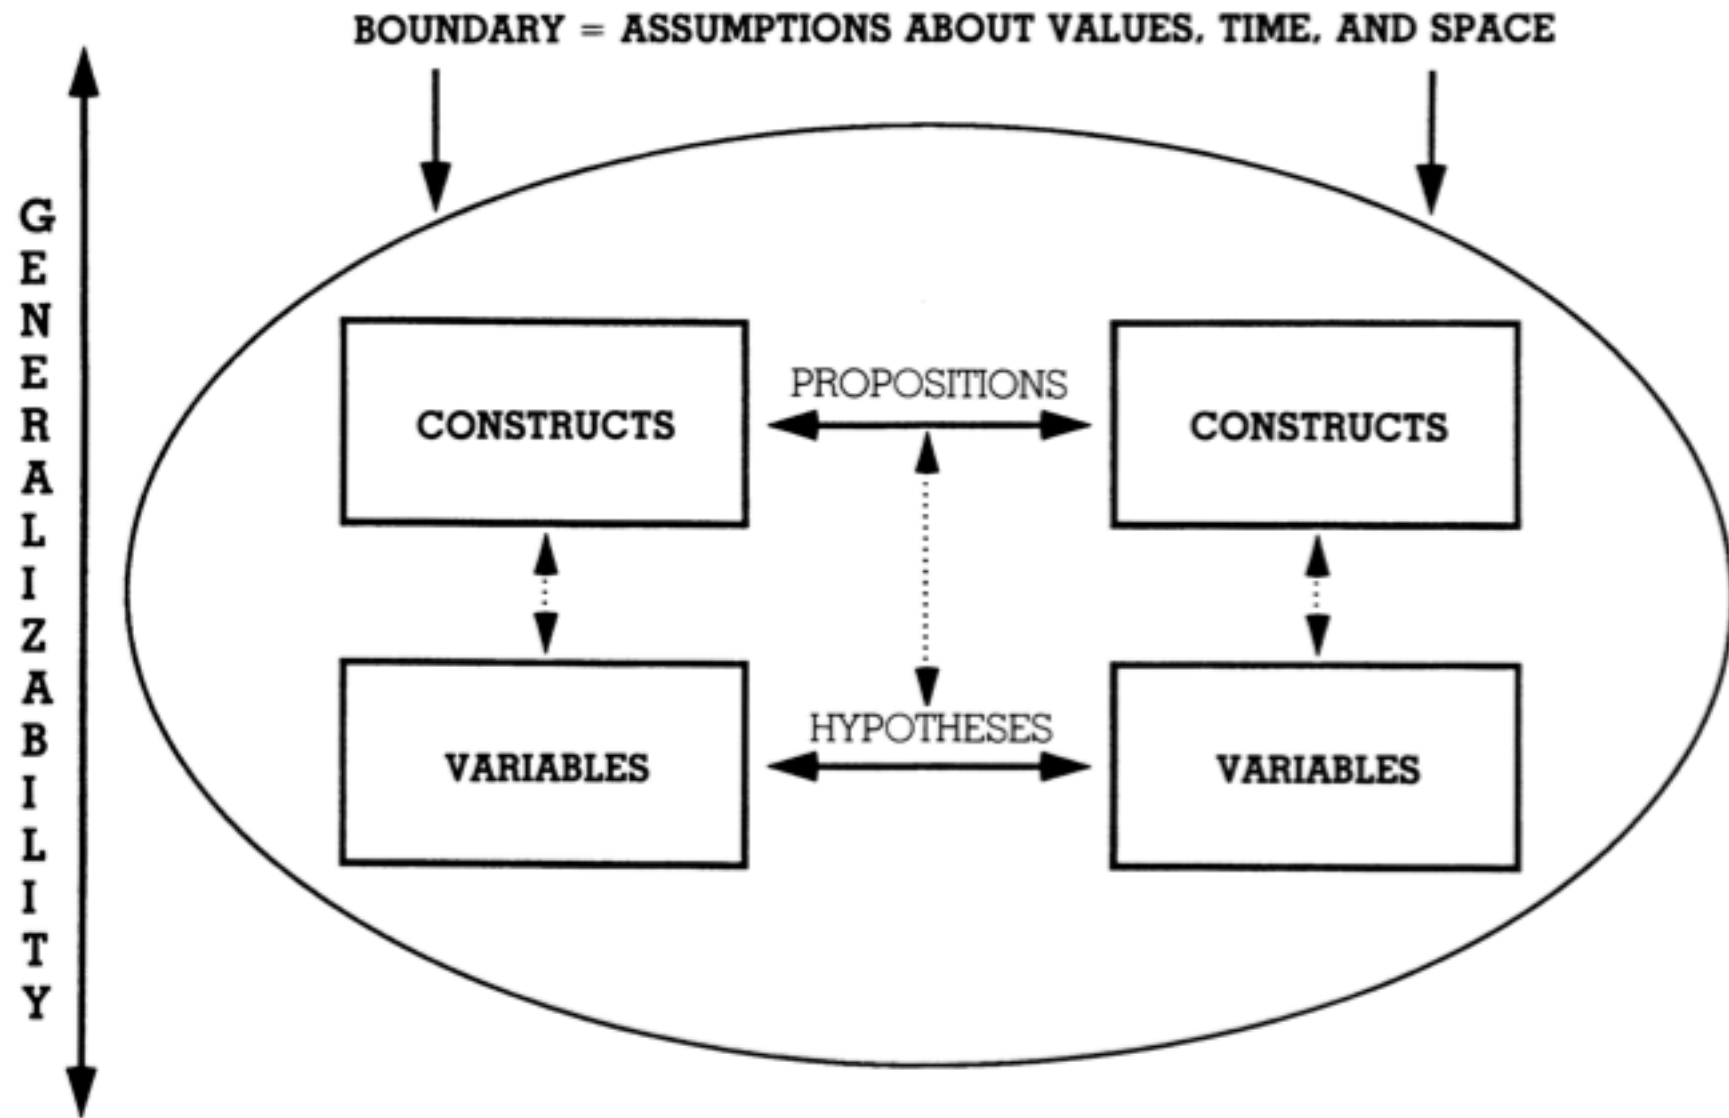 BOUNDARY = ASSUMPTIONS ABOUT VALUES, TIME, AND SPACE
GENERALIZABILITY
PROPOSITIONS
CONSTRUCTS
CONSTRUCTS
HYPOTHESES
VARIABLES
VARIABLES